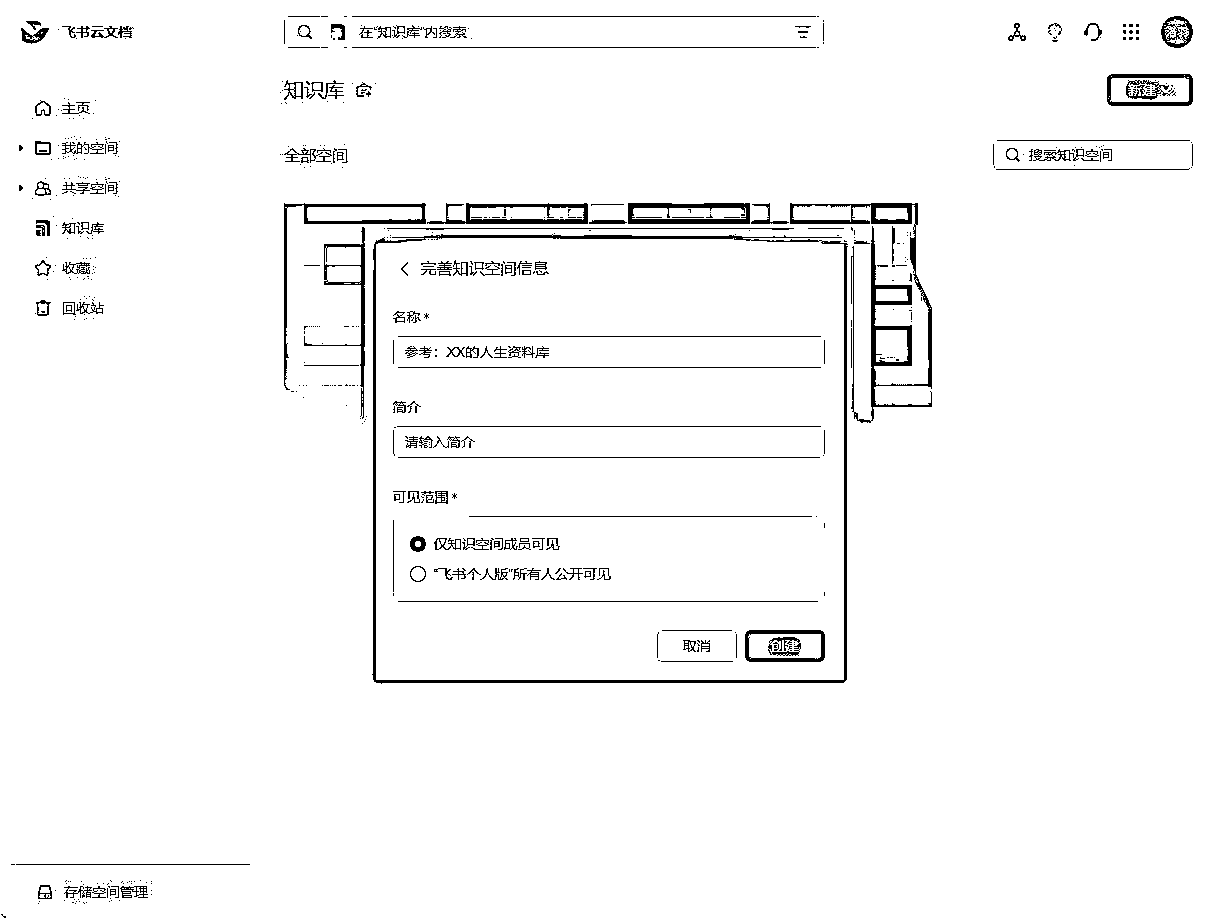 飞书云文档
在“知识库”内搜索
知识库
新建
主页
我的空间
共享空间
知识库
收藏
回收站
全部空间
搜索知识空间
完善知识空间信息
名称 *
参考：XX的人生资料库
简介
请输入简介
可见范围 *
仅知识空间成员可见
“飞书个人版”所有人公开可见
取消
创建
存储空间管理